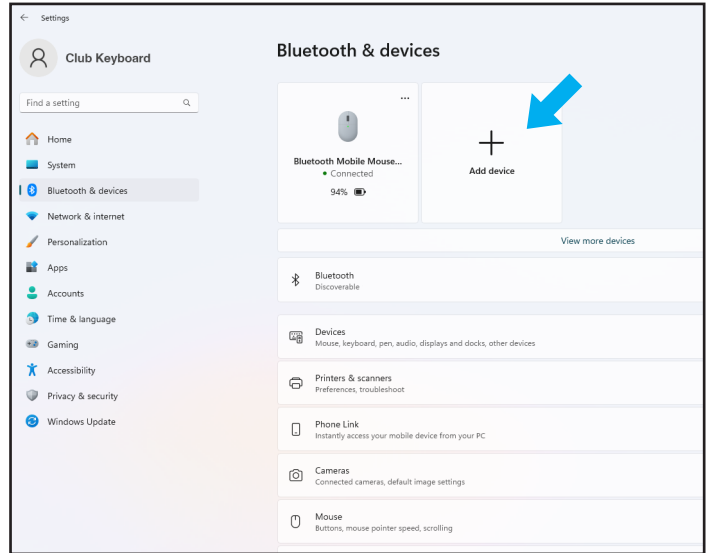 Settings
Club Keyboard
Find a setting
Home
System
Bluetooth & devices
Network & internet
Personalization
Apps
Accounts
Time & language
Gaming
Accessibility
Privacy & security
Windows Update
Bluetooth & devices
Bluetooth Mobile Mouse...
Connected
94%
Add device
View more devices
Bluetooth
Discoverable
Devices
Mouse, keyboard, pen, audio, displays and docks, other devices
Printers & scanners
Preferences, troubleshoot
Phone Link
Instantly access your mobile device from your PC
Cameras
Connected cameras, default image settings
Mouse
Buttons, mouse pointer speed, scrolling